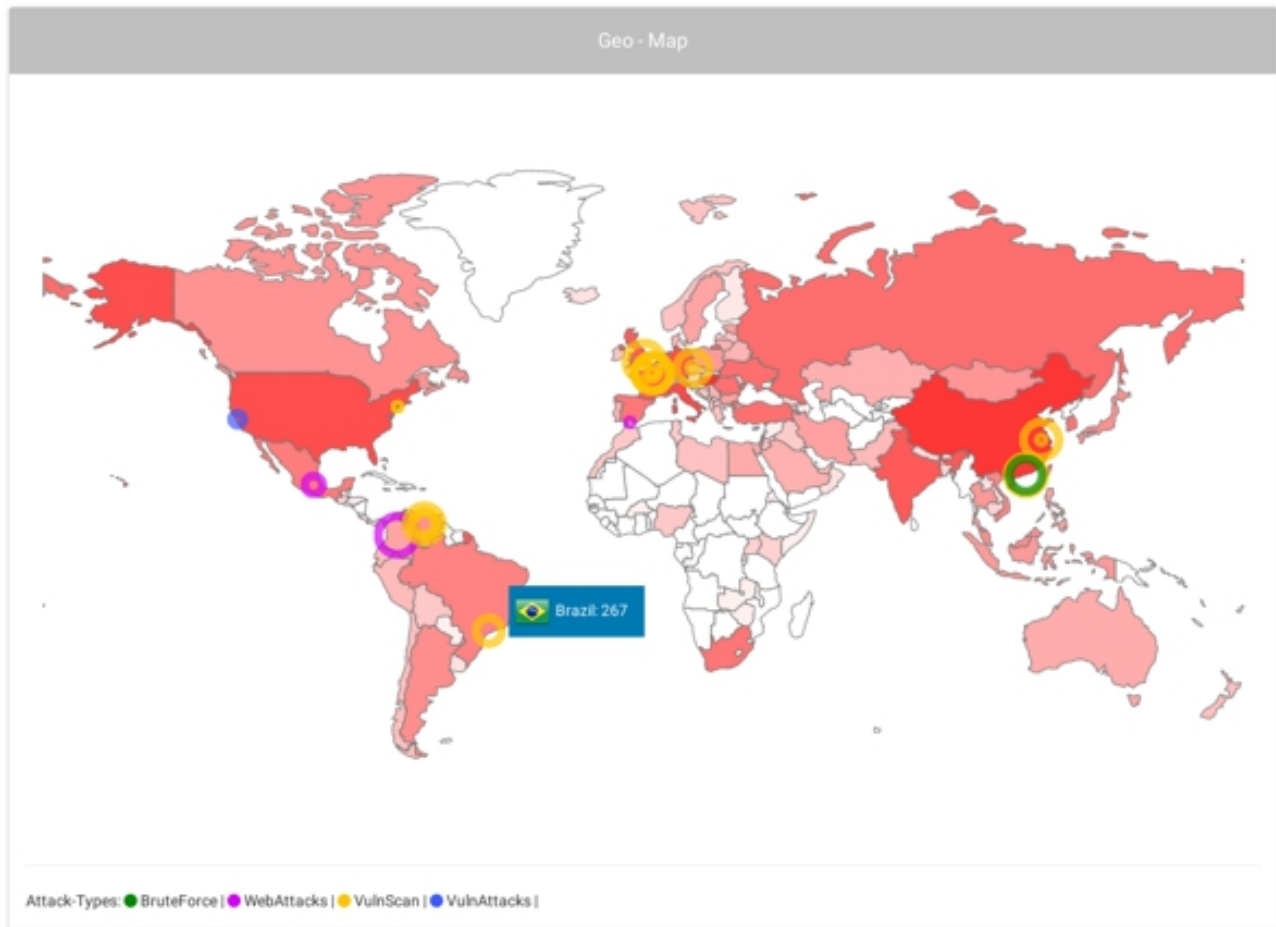 Geo - Map
Brazil: 267
Attack-Types: BruteForce | WebAttacks | VulnScan | VulnAttacks |